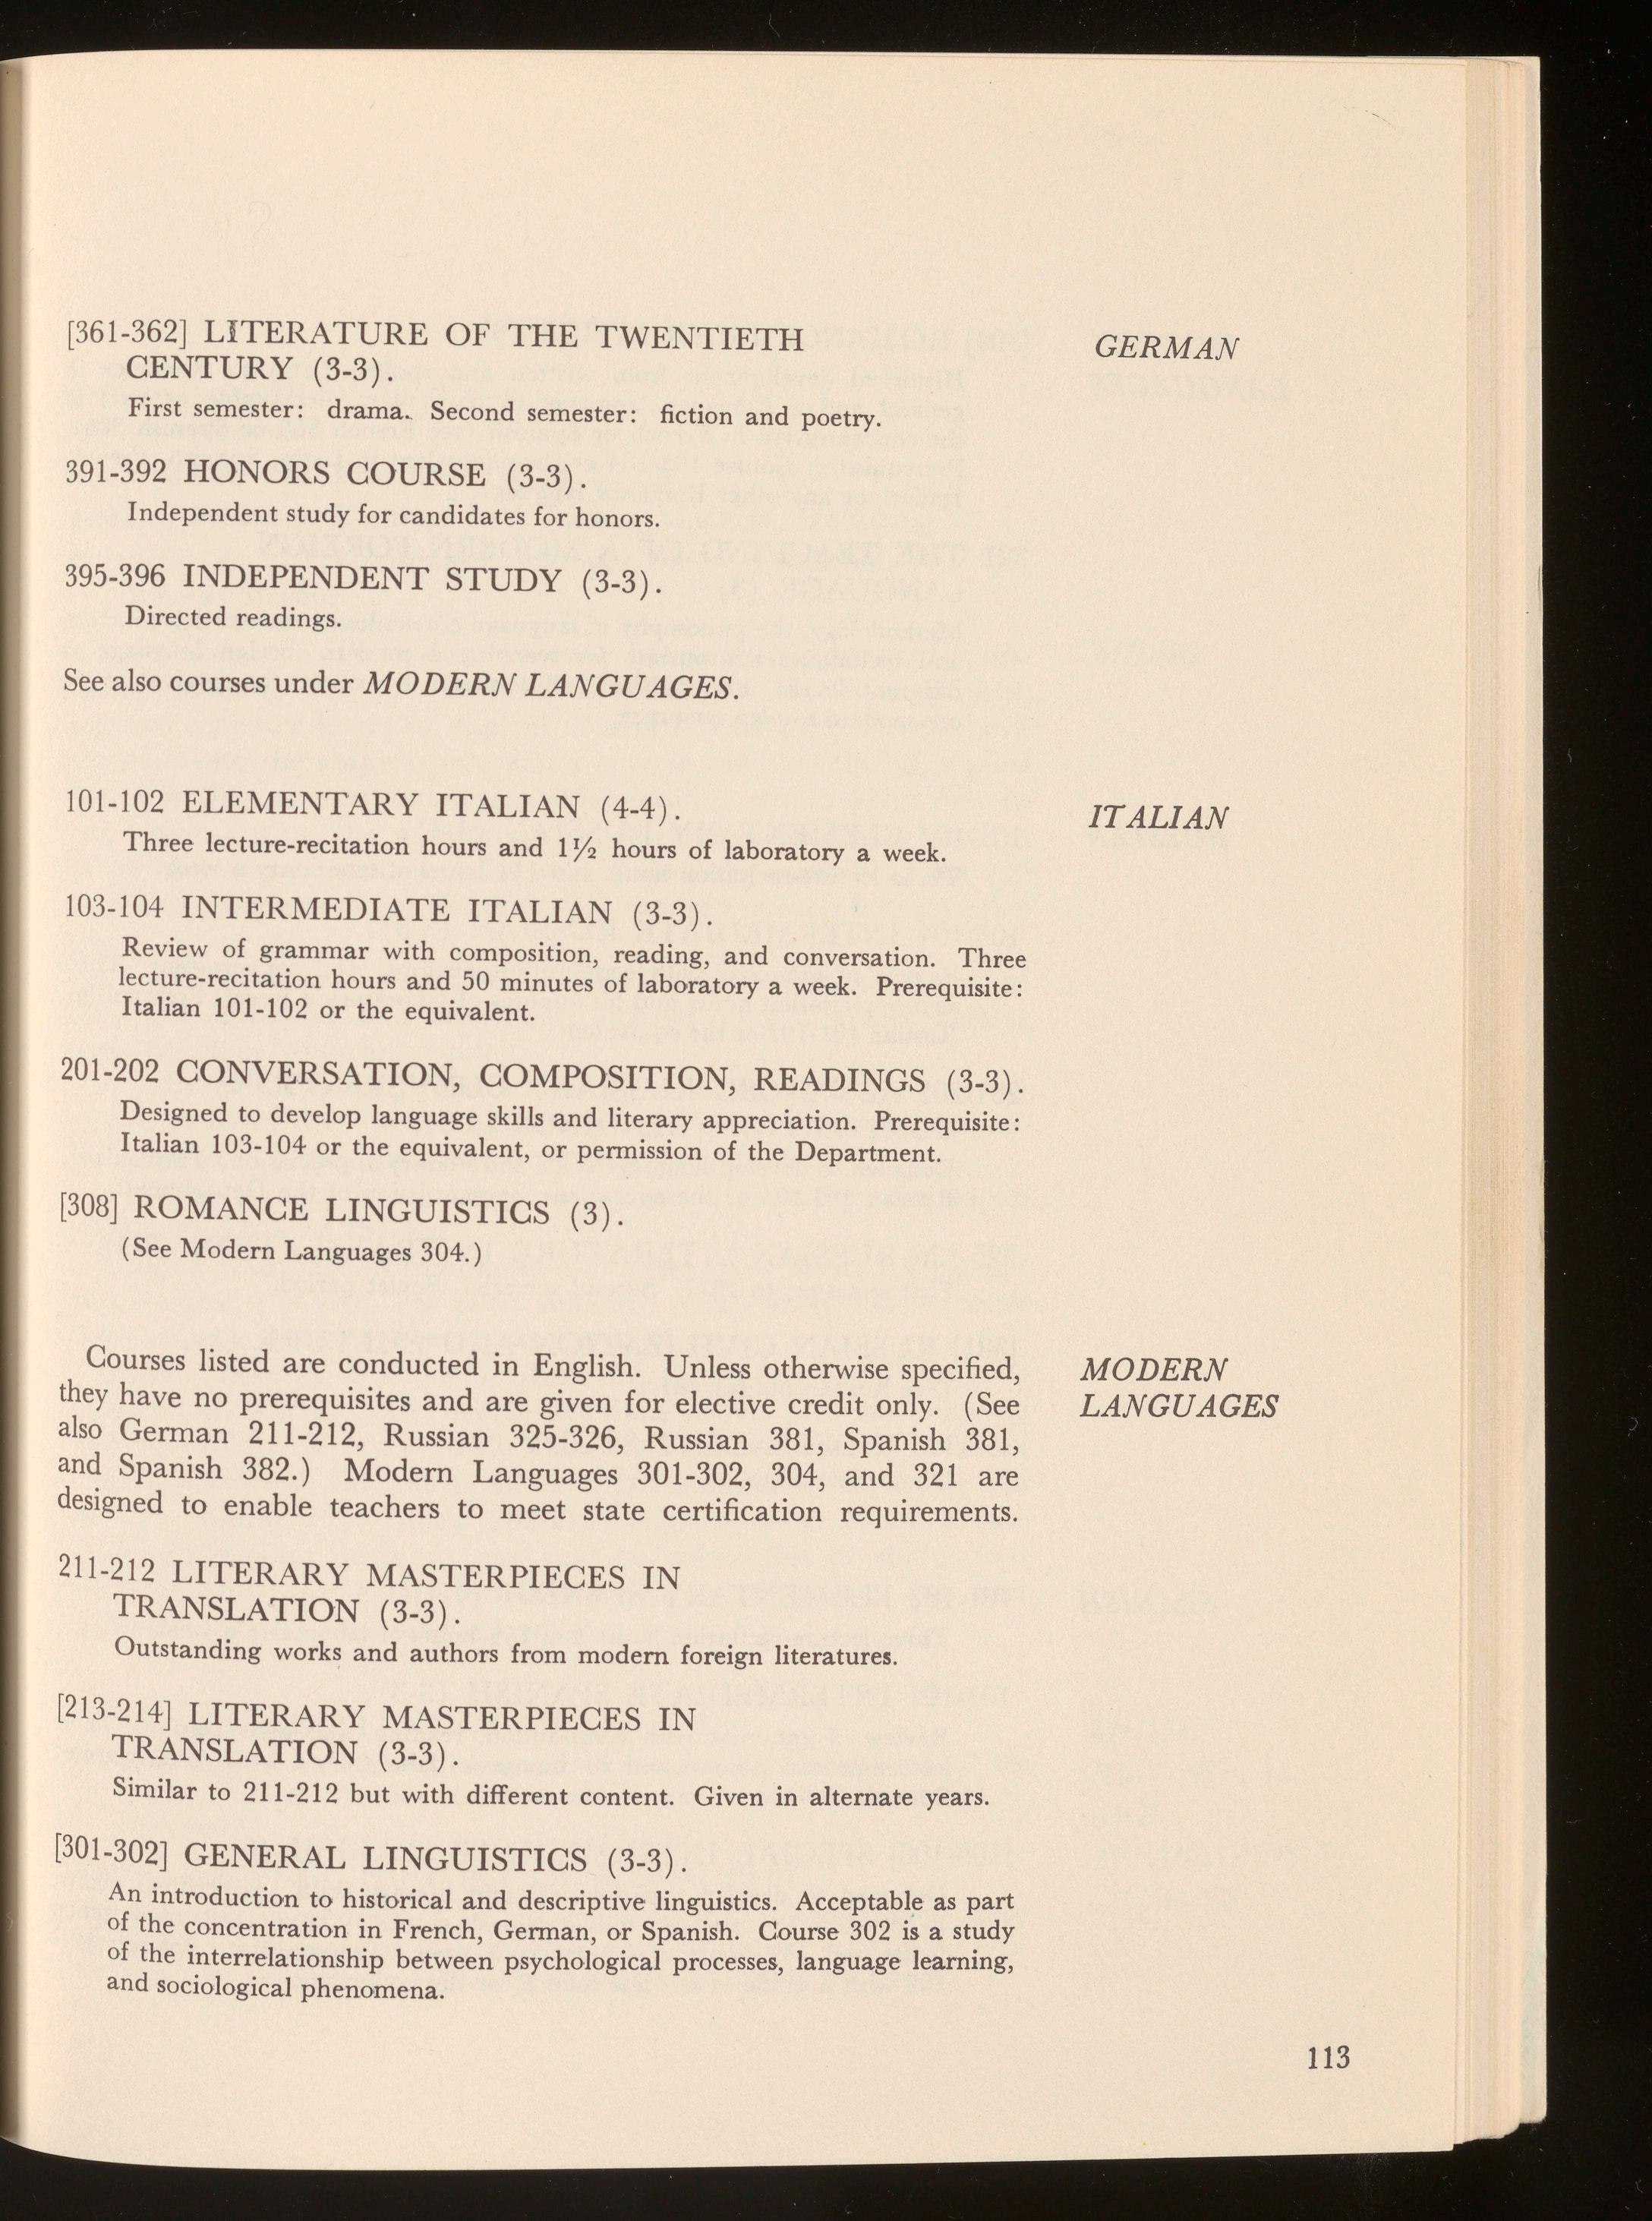 [361-362] LITERATURE OF THE TWENTIETH
CENTURY (3-3).
GERMAN
First semester: drama. Second semester: fiction and poetry.
391-392 HONORS COURSE (3-3).
Independent study for candidates for honors.
395-396 INDEPENDENT STUDY (3-3).
Directed readings.
See also courses under MODERN LANGUAGES.
101-102 ELEMENTARY ITALIAN (4-4).
ITALIAN
Three lecture-recitation hours and 1½ hours of laboratory a week.
103-104 INTERMEDIATE ITALIAN (3-3).
Review of grammar with composition, reading, and conversation. Three
lecture-recitation hours and 50 minutes of laboratory a week. Prerequisite:
Italian 101-102 or the equivalent.
201-202 CONVERSATION, COMPOSITION, READINGS (3-3).
Designed to develop language skills and literary appreciation. Prerequisite:
Italian 103-104 or the equivalent, or permission of the Department.
[308] ROMANCE LINGUISTICS (3).
(See Modern Languages 304.)
MODERN
LANGUAGES
Courses listed are conducted in English. Unless otherwise specified,
they have no prerequisites and are given for elective credit only. (See
also German 211-212, Russian 325-326, Russian 381, Spanish 381,
and Spanish 382.) Modern Languages 301-302, 304, and 321 are
designed to enable teachers to meet state certification requirements.
211-212 LITERARY MASTERPIECES IN
TRANSLATION (3-3).
Outstanding works and authors from modern foreign literatures.
[213-214] LITERARY MASTERPIECES IN
TRANSLATION (3-3).
Similar to 211-212 but with different content. Given in alternate years.
[301-302] GENERAL LINGUISTICS (3-3).
An introduction to historical and descriptive linguistics. Acceptable as part
of the concentration in French, German, or Spanish. Course 302 is a study
of the interrelationship between psychological processes, language learning,
and sociological phenomena.
113